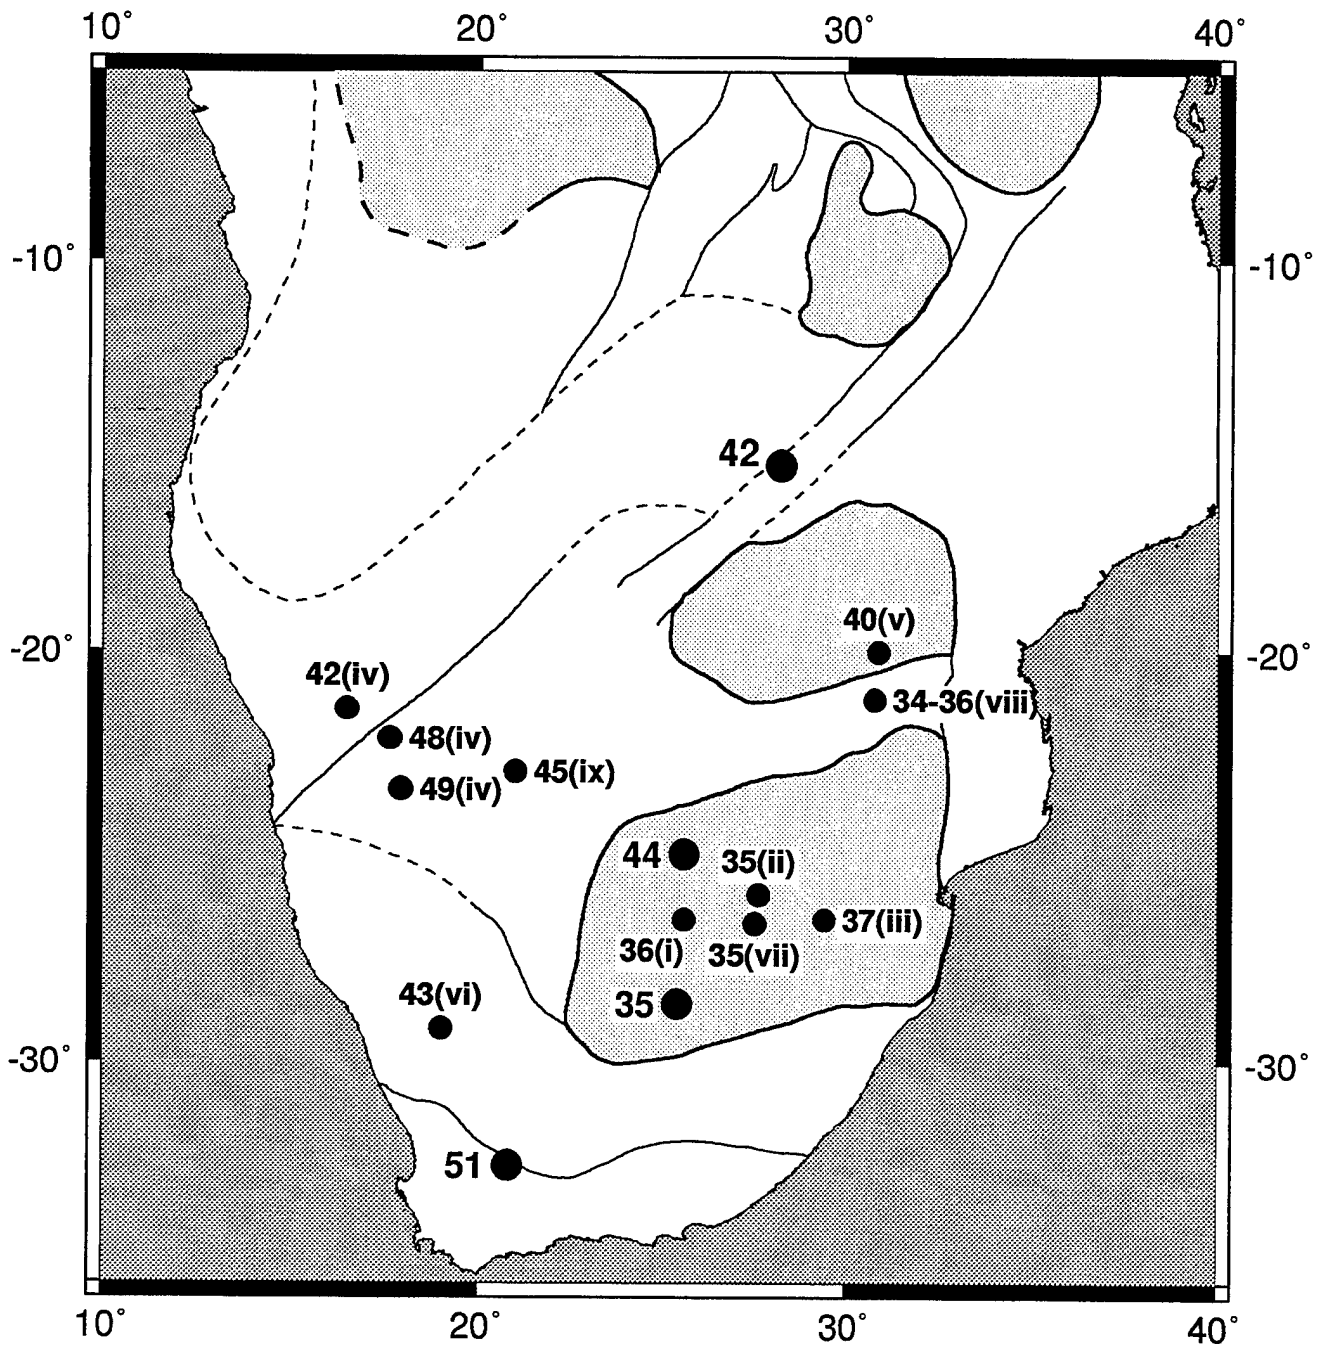 10° 20° 30° 40°
-10° -10°
42
40(v)
-20° -20°
42(iv)
34-36(viii)
48(iv)
45(ix)
49(iv)
44 35(ii)
37(iii)
36(i) 35(vii)
43(vi)
35
-30° -30°
51
10° 20° 30° 40°